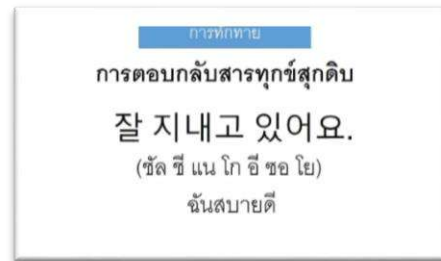 การทักทาย
การตอบกลับสารทุกข์สุกดิบ
잘 지내고 있어요.
(ชัล ชี แน โก อี ซอ โย)
ฉันสบายดี